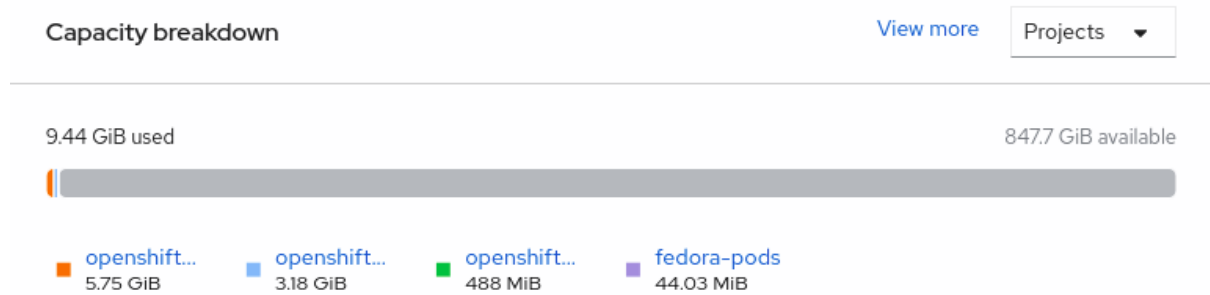 Capacity breakdown
View more
Projects
9.44 GiB used
847.7 GiB available
openshift... openshift... openshift... fedora-pods
5.75 GiB 3.18 GiB 488 MiB 44.03 MiB